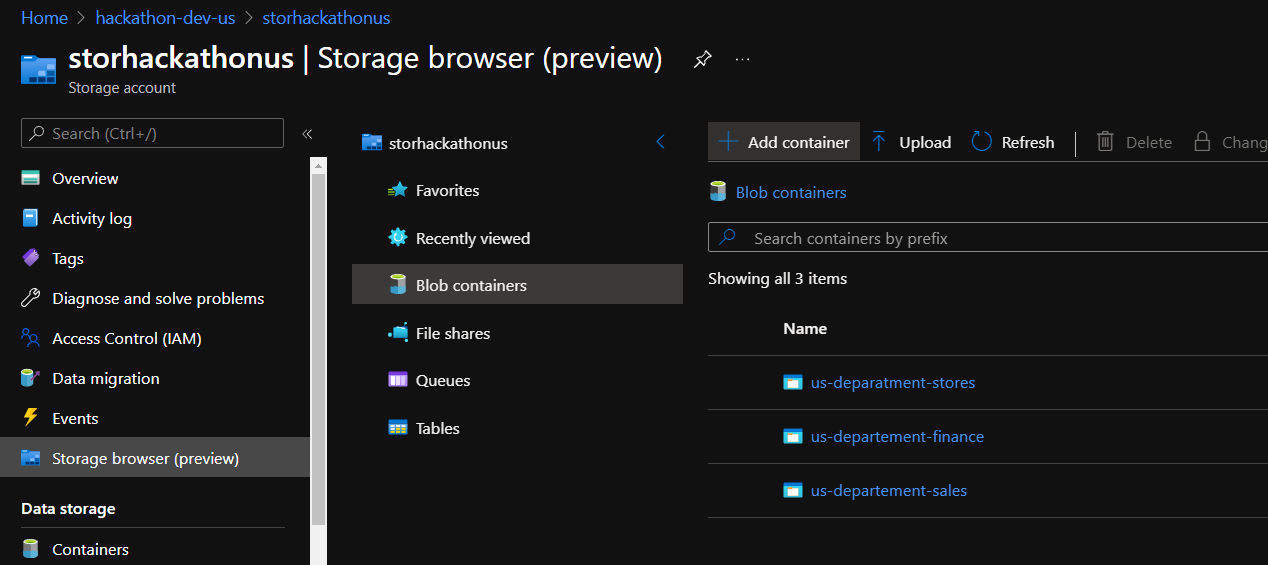 Home > hackathon-dev-us > storhackathonus
storhackathonus | Storage browser (preview) ...
Storage account
Search (Ctrl+/) «
Overview
Activity log
Tags
Diagnose and solve problems
Access Control (IAM)
Data migration
Events
Storage browser (preview)
Data storage
Containers
storhackathonus
Favorites
Recently viewed
Blob containers
File shares
Queues
Tables
Add container Upload Refresh | Delete Chang
Blob containers
Search containers by prefix
Showing all 3 items
Name
us-deparatment-stores
us-departement-finance
us-departement-sales